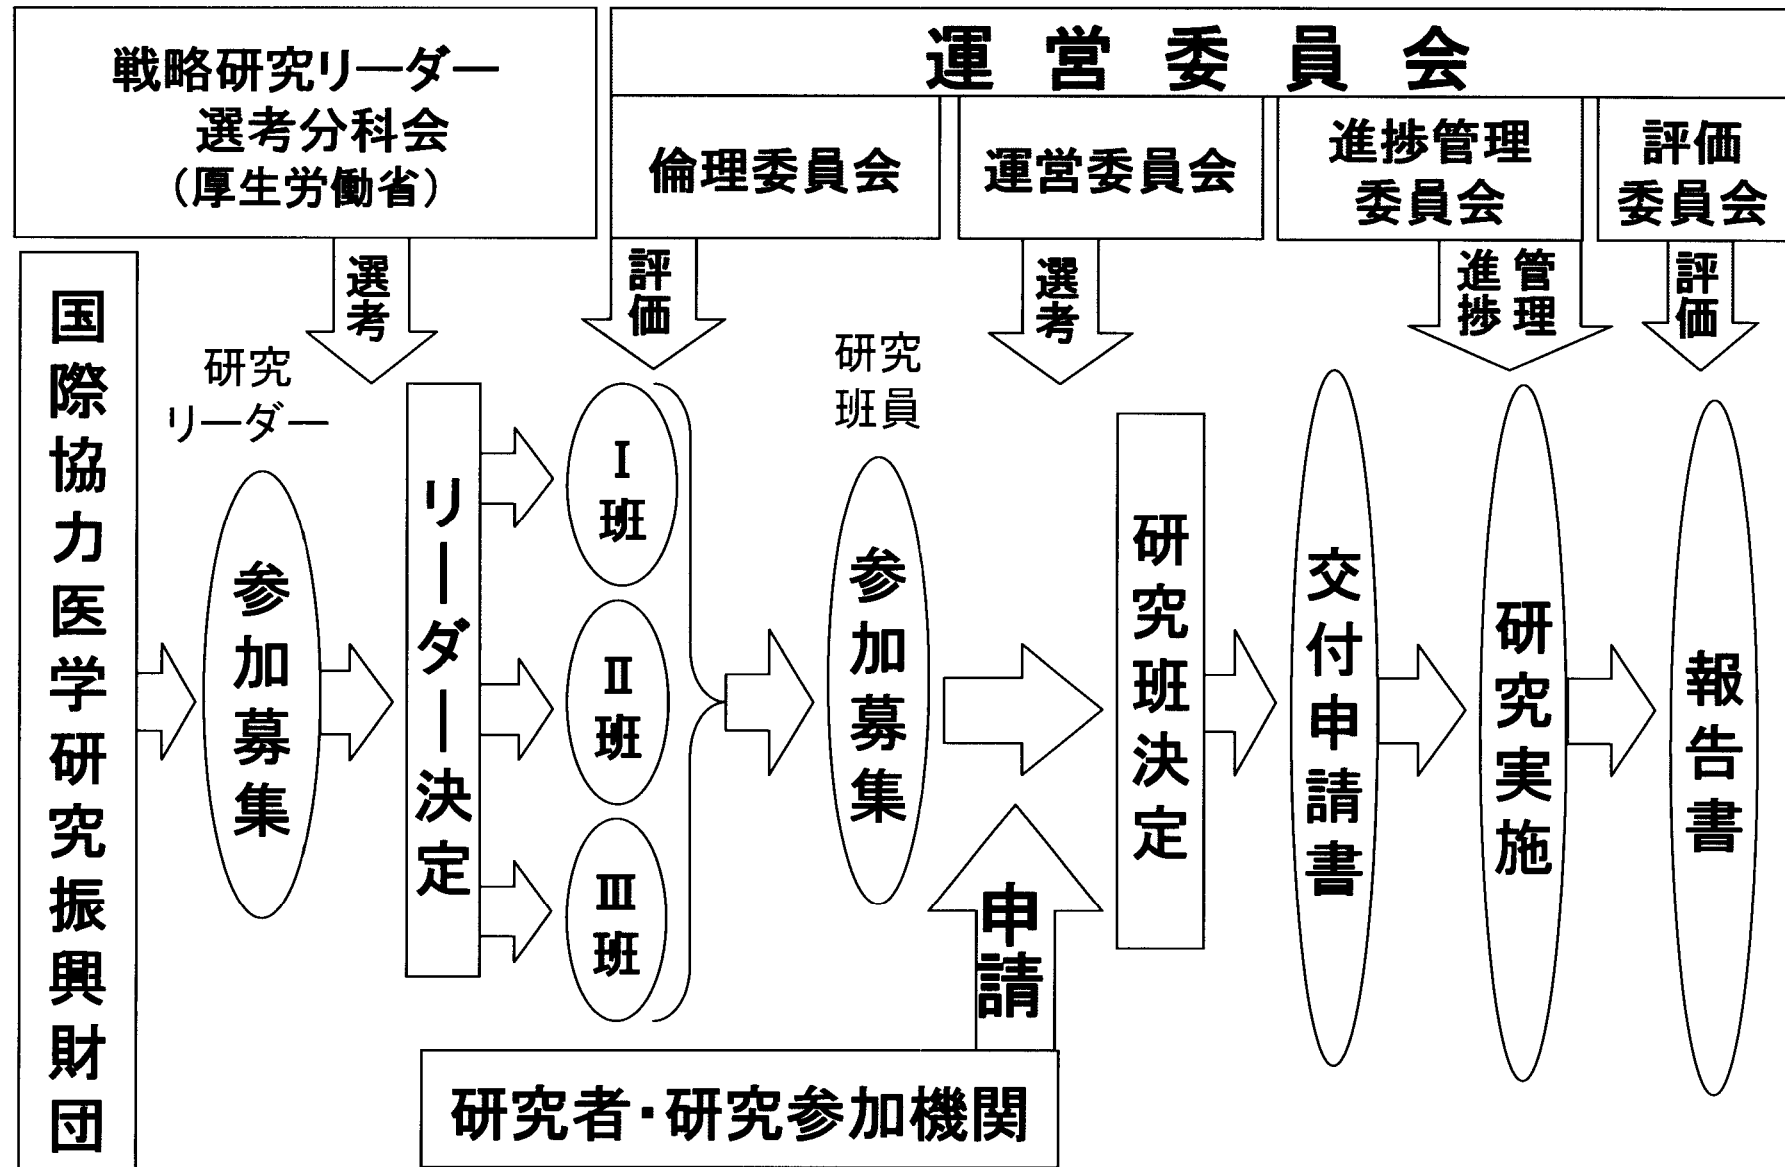 戦略研究リーダー
選考分科会
（厚生労働省）
運営委員会
倫理委員会
運営委員会
進捗管理
委員会
評価
委員会
選考
評価
選考
進捗
管理
評価
国際協力医学研究振興財団
研究
リーダー
参加募集
リーダー決定
Ⅰ
班
Ⅱ
班
Ⅲ
班
研究
班員
参加募集
申請
研究者・研究参加機関
研究班決定
交付申請書
研究実施
報告書